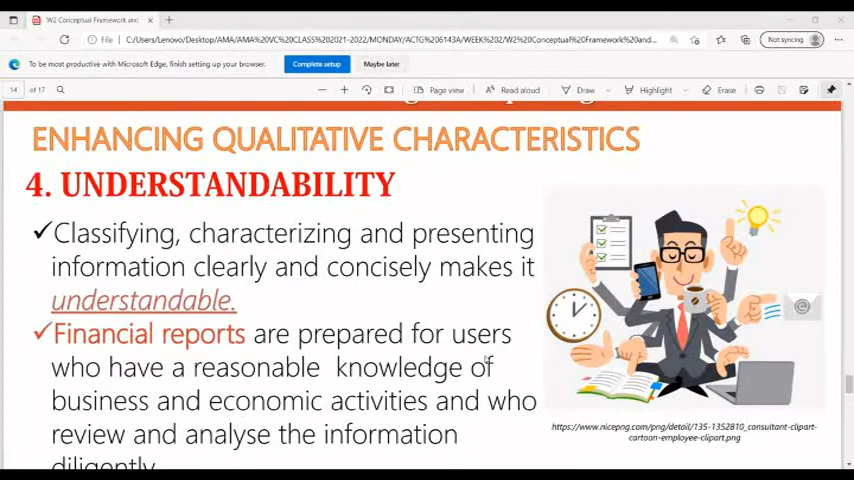 W2 Conceptual Framework and
File
C:/Users/Lenovo/Desktop/AMA/AMA%20VC%20CLASS%202021-2022/MONDAY/ACTG%206143A/WEEK%202/W2%20Conceptual%20Framework%20and...
Not syncing
To be most productive with Microsoft Edge, finish setting up your browser.
Complete setup
Maybe later
14 of 17
Page view
Read aloud
Draw
Highlight
Erase
ENHANCING QUALITATIVE CHARACTERISTICS
4. UNDERSTANDABILITY
✓Classifying, characterizing and presenting
information clearly and concisely makes it
understandable.
✓Financial reports are prepared for users
who have a reasonable knowledge of
business and economic activities and who
review and analyse the information
diligently
https://www.nicepng.com/png/detail/135-1352810_consultant-clipart-
cartoon-employee-clipart.png